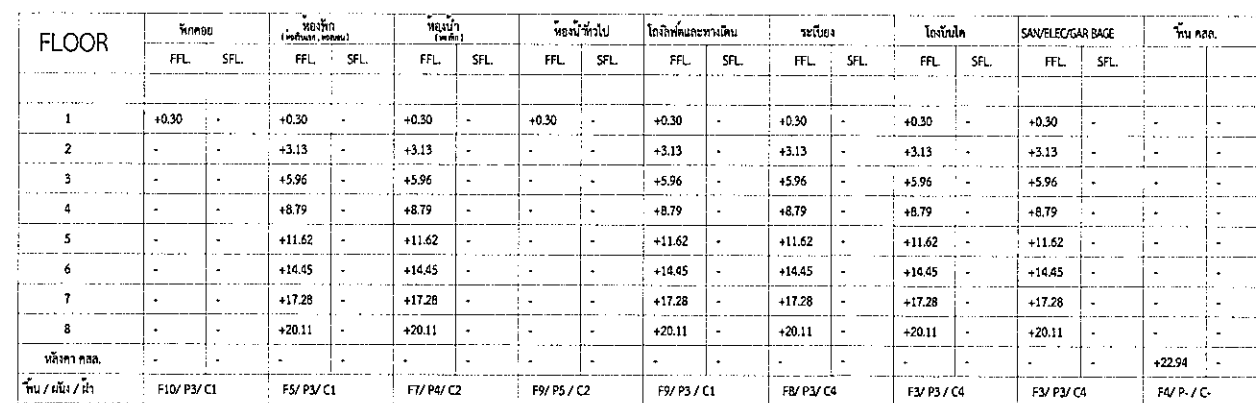 FLOOR พักคอย ห้องพัก ห้องน้ำ ห้องน้ำทั่วไป โถงลิฟต์และทางเดิน ระเบียง โถงบันได SAN/ELEC/GAR BAGE พื้น คสล.
FFL. SFL. FFL. SFL. FFL. SFL. FFL. SFL. FFL. SFL. FFL. SFL. FFL. SFL. FFL. SFL.
1 +0.30 - +0.30 - +0.30 - +0.30 - +0.30 - +0.30 - +0.30 - +0.30 - - -
2 - - +3.13 - +3.13 - - - +3.13 - +3.13 - +3.13 - +3.13 - - -
3 - - +5.96 - +5.96 - - - +5.96 - +5.96 - +5.96 - +5.96 - - -
4 - - +8.79 - +8.79 - - - +8.79 - +8.79 - +8.79 - +8.79 - - -
5 - - +11.62 - +11.62 - - - +11.62 - +11.62 - +11.62 - +11.62 - - -
6 - - +14.45 - +14.45 - - - +14.45 - +14.45 - +14.45 - +14.45 - - -
7 - - +17.28 - +17.28 - - - +17.28 - +17.28 - +17.28 - +17.28 - - -
8 - - +20.11 - +20.11 - - - +20.11 - +20.11 - +20.11 - +20.11 - - -
หลังคา คสล. - - - - - - - - - - - - - - - - +22.94 -
พื้น / ผนัง / ฝ้า F10/ P3/ C1 F5/ P3/ C1 F7/ P4/ C2 F9/ P5 / C2 F9/ P3 / C1 F8/ P3/ C4 F3/ P3 / C4 F3/ P3/ C4 F4/ P- / C-